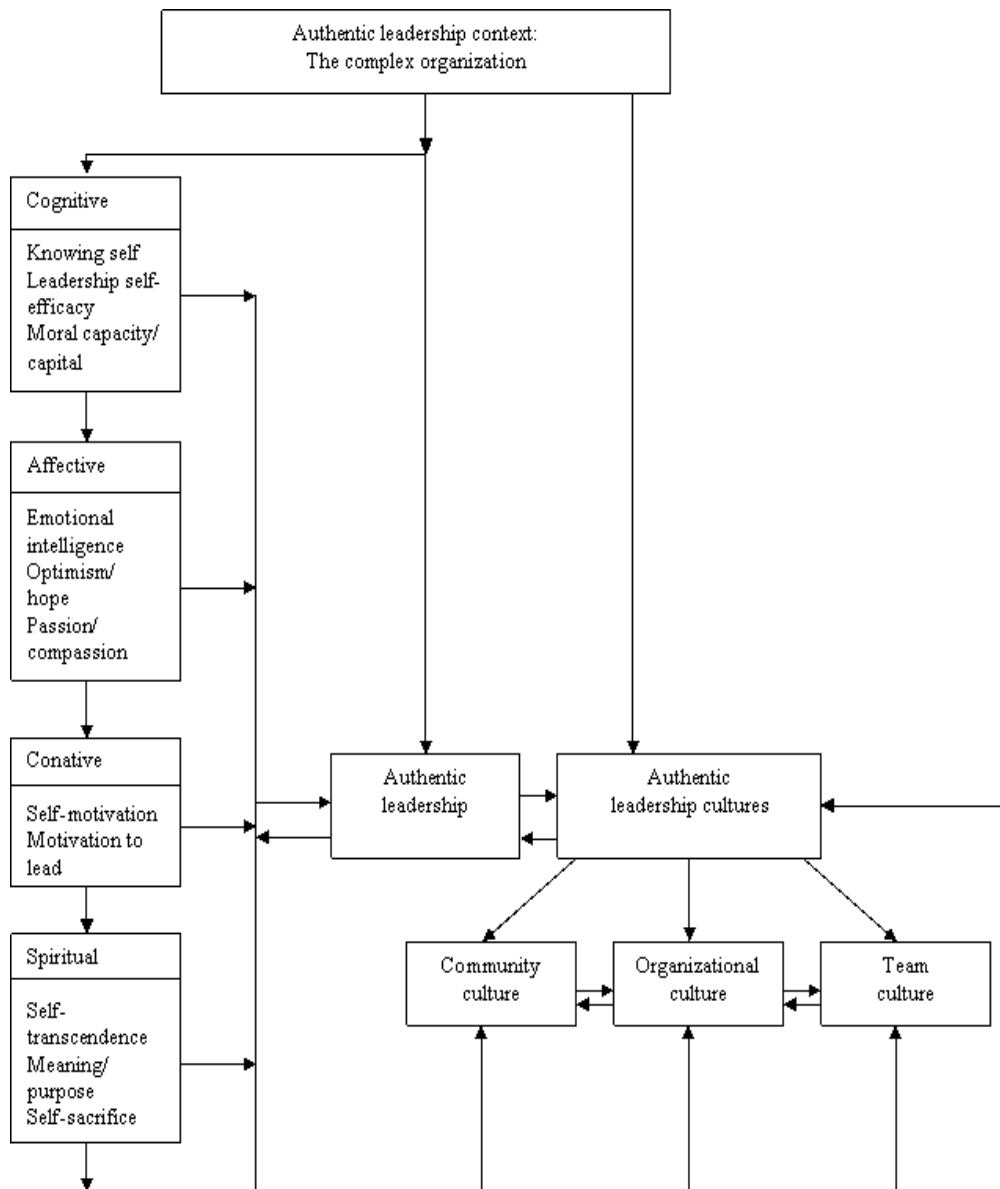 Authentic leadership context:
The complex organization
Cognitive
Knowing self
Leadership self-
efficacy
Moral capacity/
capital
Affective
Emotional
intelligence
Optimism/
hope
Passion/
compassion
Conative
Self-motivation
Motivation to
lead
Spiritual
Self-
transcendence
Meaning/
purpose
Self-sacrifice
Authentic
leadership
Authentic
leadership cultures
Community
culture
Organizational
culture
Team
culture